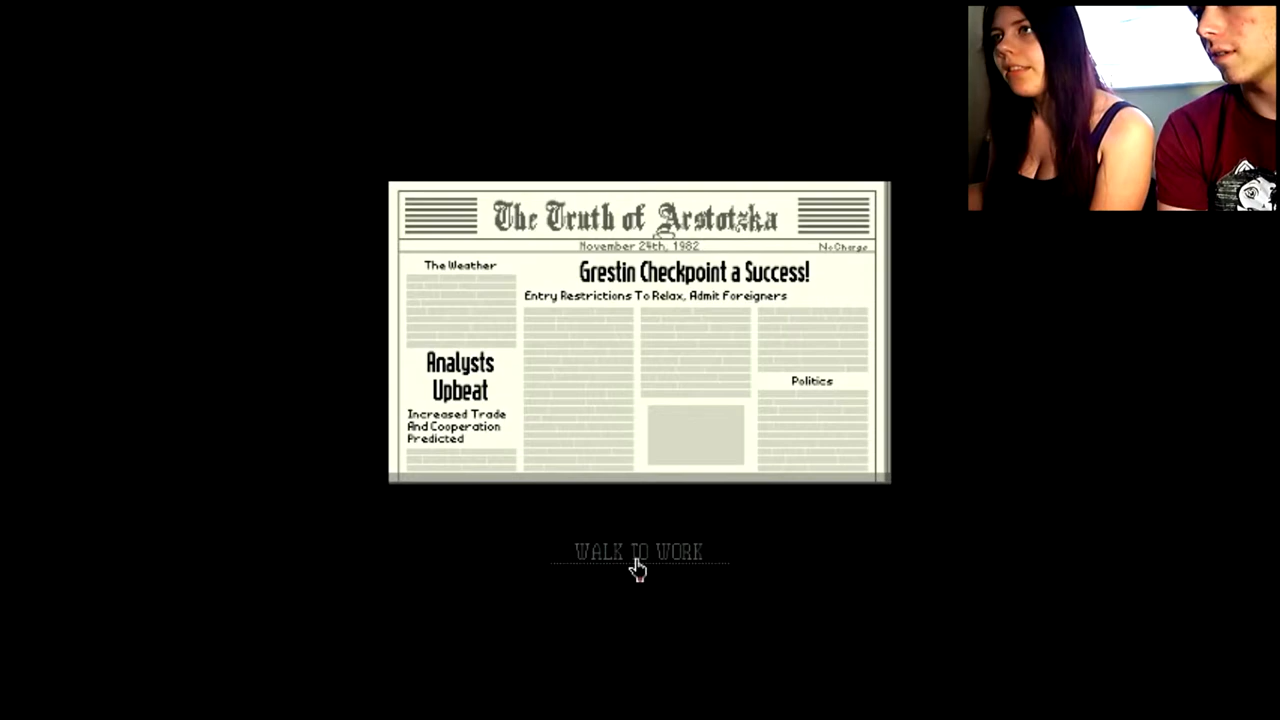 The Truth of Arstotzka
November 24th, 1982
No Charge
The Weather
Grestin Checkpoint a Success!
Entry Restrictions To Relax, Admit Foreigners
Analysts
Upbeat
Increased Trade
And Cooperation
Predicted
Politics
WALK TO WORK